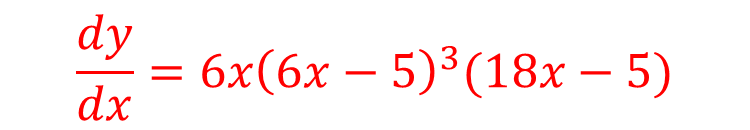 dy/dx = 6x(6x − 5)³(18x − 5)